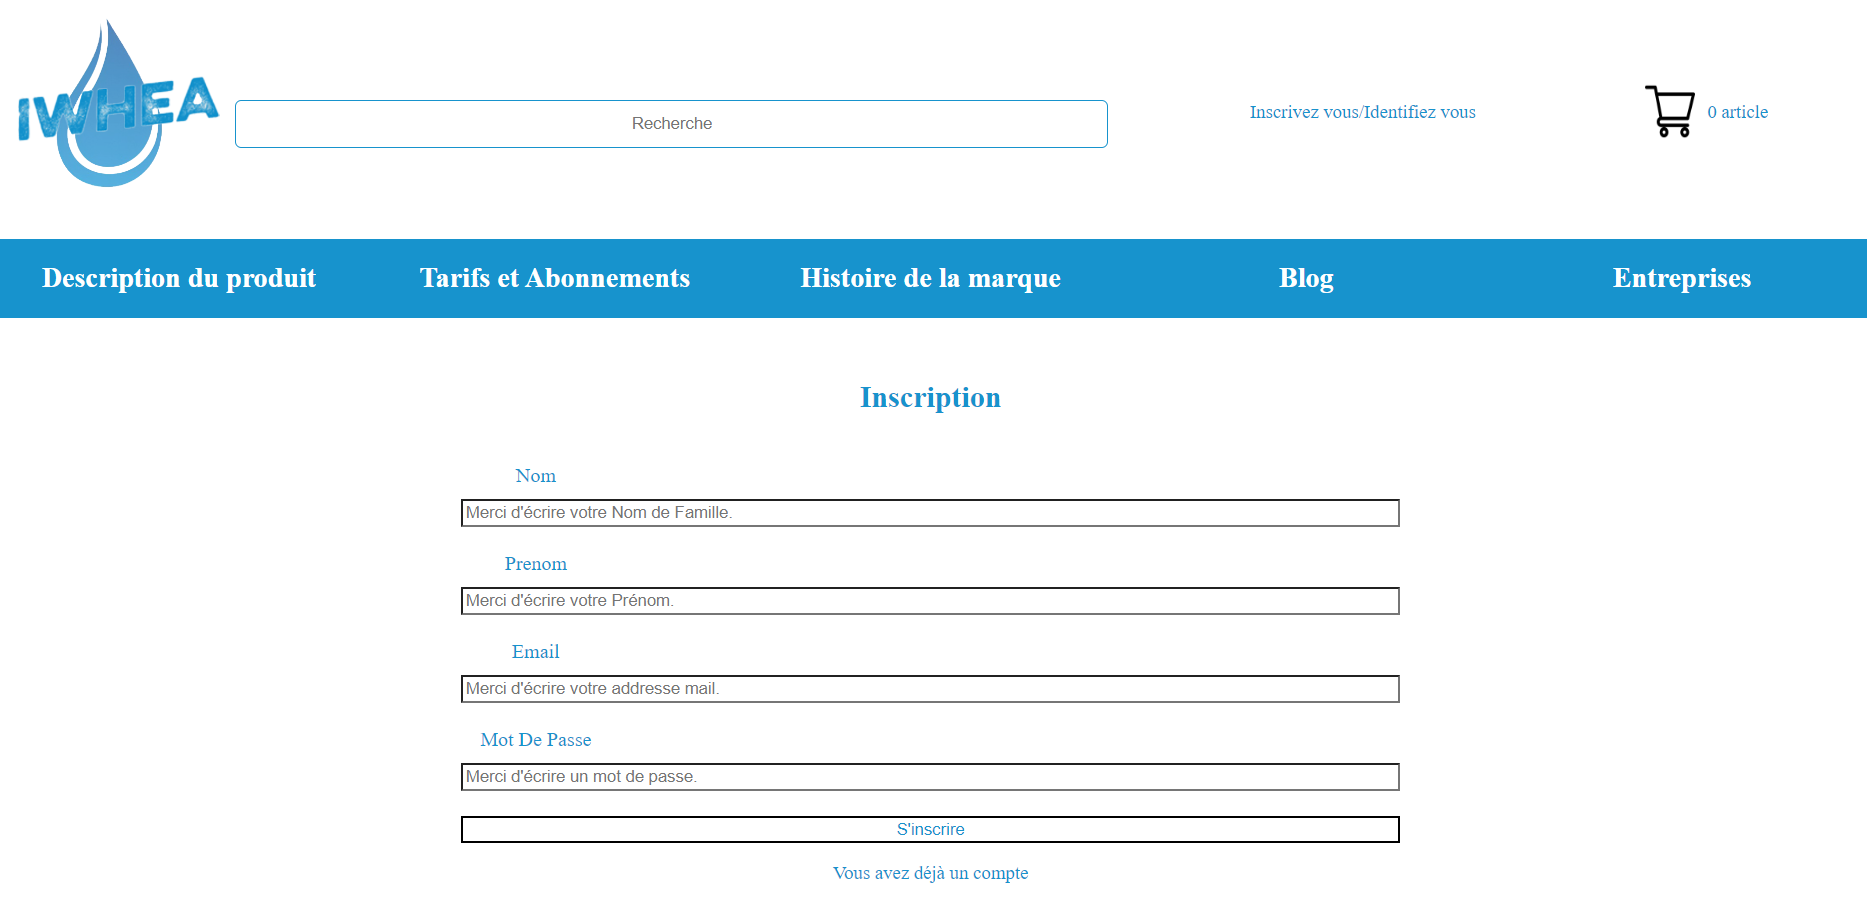 IWHEA
Recherche
Inscrivez vous/Identifiez vous
0 article
Description du produit
Tarifs et Abonnements
Histoire de la marque
Blog
Entreprises
Inscription
Nom
Merci d'écrire votre Nom de Famille.
Prenom
Merci d'écrire votre Prénom.
Email
Merci d'écrire votre addresse mail.
Mot De Passe
Merci d'écrire un mot de passe.
S'inscrire
Vous avez déjà un compte